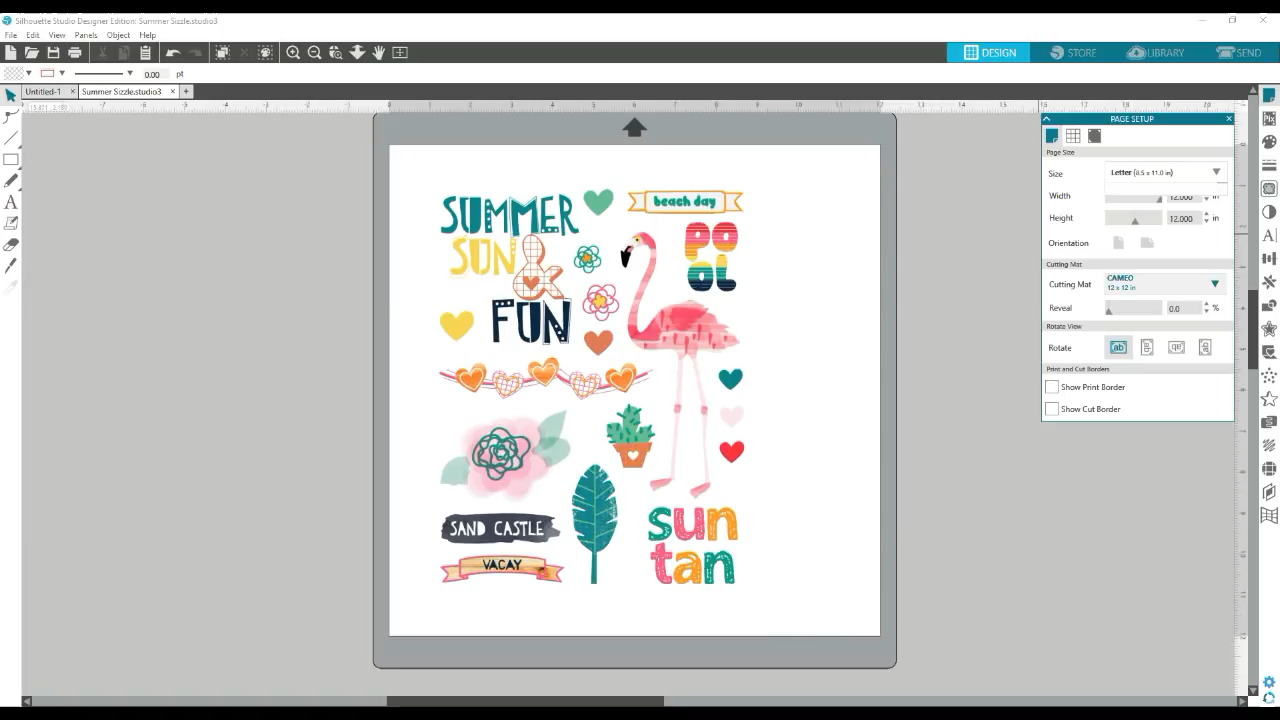 Silhouette Studio Designer Edition: Summer Sizzle.studio3
File Edit View Panels Object Help
DESIGN STORE LIBRARY SEND
0.00 pt
Untitled-1 Summer Sizzle.studio3
PAGE SETUP
Page Size
Size Letter (8.5 x 11.0 in)
Width 12.000 in
Height 12.000 in
Orientation
Cutting Mat
Cutting Mat CAMEO
12 x 12 in
Reveal 0.0 %
Rotate View
Rotate ab
Print and Cut Borders
Show Print Border
Show Cut Border
SUMMER
SUN &
FUN
beach day
PO
OL
SAND CASTLE
VACAY
sun
tan